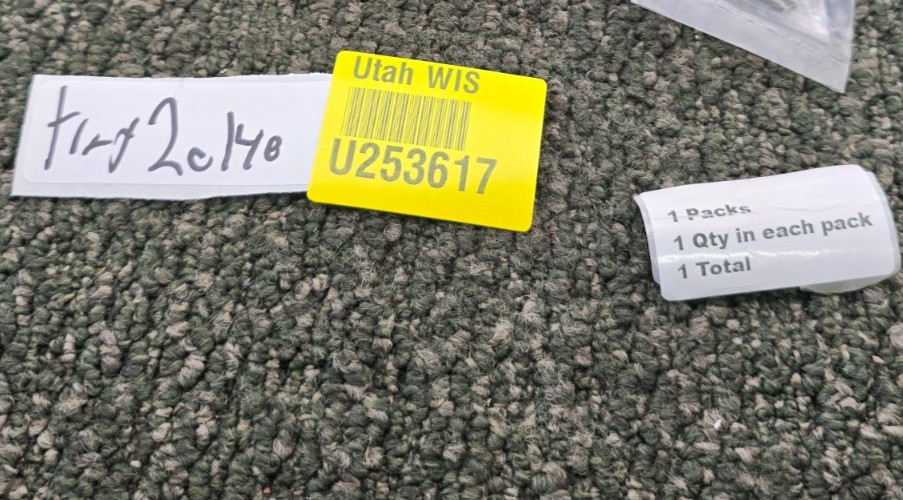 Utah WIS
U253617
1 Packs
1 Qty in each pack
1 Total